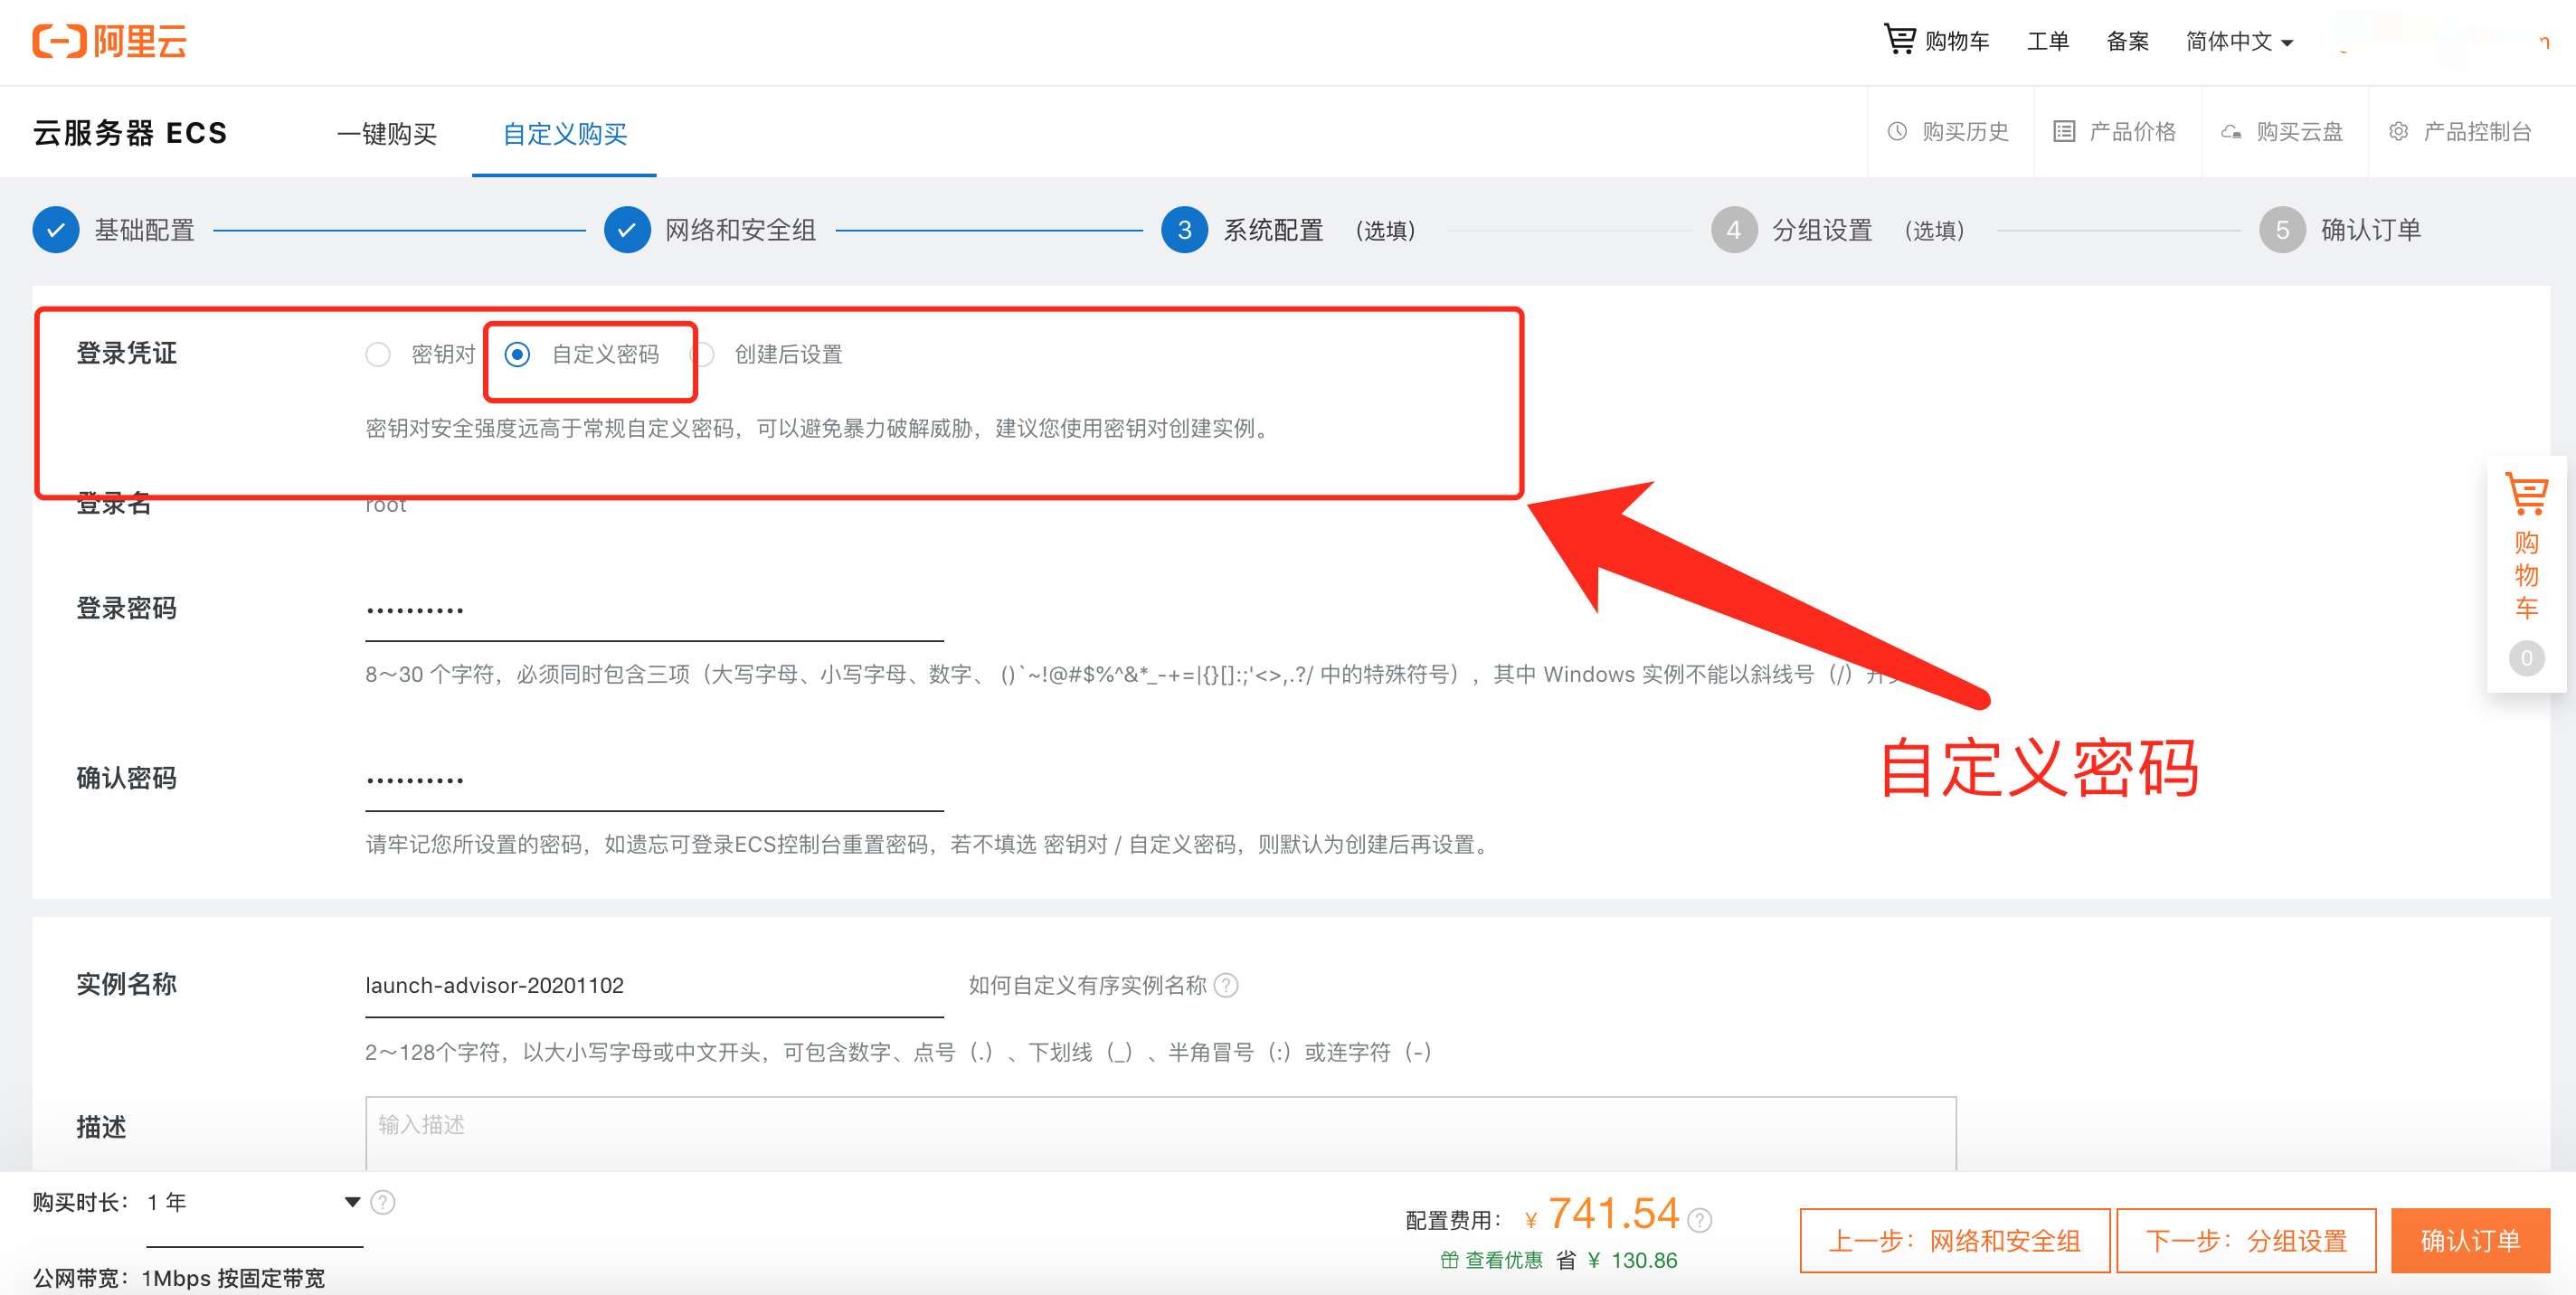 阿里云
购物车 工单 备案 简体中文
云服务器 ECS 一键购买 自定义购买 购买历史 产品价格 购买云盘 产品控制台
基础配置 网络和安全组 3 系统配置 (选填) 4 分组设置 (选填) 5 确认订单
登录凭证 密钥对 自定义密码 创建后设置
密钥对安全强度远高于常规自定义密码，可以避免暴力破解威胁，建议您使用密钥对创建实例。
登录名 root
登录密码 ••••••••••
8～30 个字符，必须同时包含三项（大写字母、小写字母、数字、 ()`~!@#$%^&*_-+=|{}[]:;'<>,.?/ 中的特殊符号），其中 Windows 实例不能以斜线号（/）
自定义密码
确认密码 ••••••••••
请牢记您所设置的密码，如遗忘可登录ECS控制台重置密码，若不填选 密钥对 / 自定义密码，则默认为创建后再设置。
购物车
0
实例名称 launch-advisor-20201102 如何自定义有序实例名称 ?
2～128个字符，以大小写字母或中文开头，可包含数字、点号（.）、下划线（_）、半角冒号（:）或连字符（-）
描述 输入描述
购买时长： 1 年 ?
配置费用： ¥ 741.54 ?
查看优惠 省 ¥ 130.86
上一步：网络和安全组 下一步：分组设置 确认订单
公网带宽： 1Mbps 按固定带宽